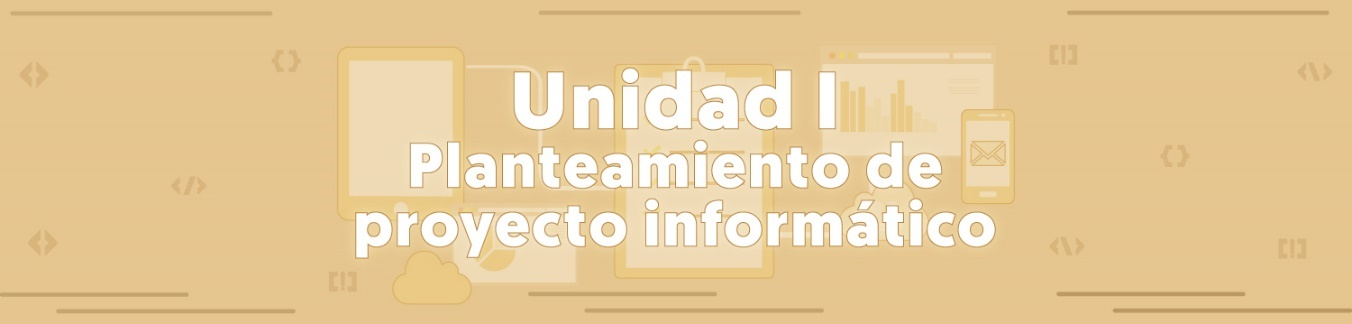 Unidad I
Planteamiento de
proyecto informático